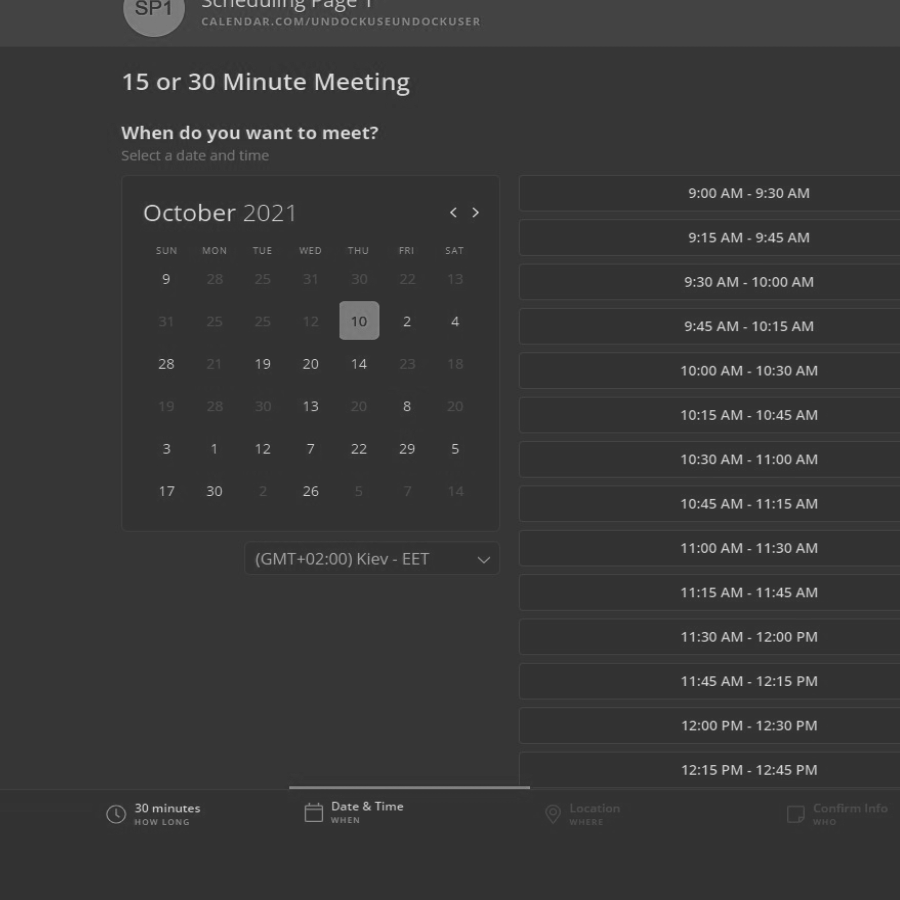 SP1
Scheduling Page 1
CALENDAR.COM/UNDOCKUSEUNDOCKUSER
15 or 30 Minute Meeting
When do you want to meet?
Select a date and time
October 2021
SUN MON TUE WED THU FRI SAT
9 28 25 31 30 22 13
31 25 25 12 10 2 4
28 21 19 20 14 23 18
19 28 30 13 20 8 20
3 1 12 7 22 29 5
17 30 2 26 5 7 14
(GMT+02:00) Kiev - EET
9:00 AM - 9:30 AM
9:15 AM - 9:45 AM
9:30 AM - 10:00 AM
9:45 AM - 10:15 AM
10:00 AM - 10:30 AM
10:15 AM - 10:45 AM
10:30 AM - 11:00 AM
10:45 AM - 11:15 AM
11:00 AM - 11:30 AM
11:15 AM - 11:45 AM
11:30 AM - 12:00 PM
11:45 AM - 12:15 PM
12:00 PM - 12:30 PM
12:15 PM - 12:45 PM
30 minutes
HOW LONG
Date & Time
WHEN
Location
WHERE
Confirm Info
WHO